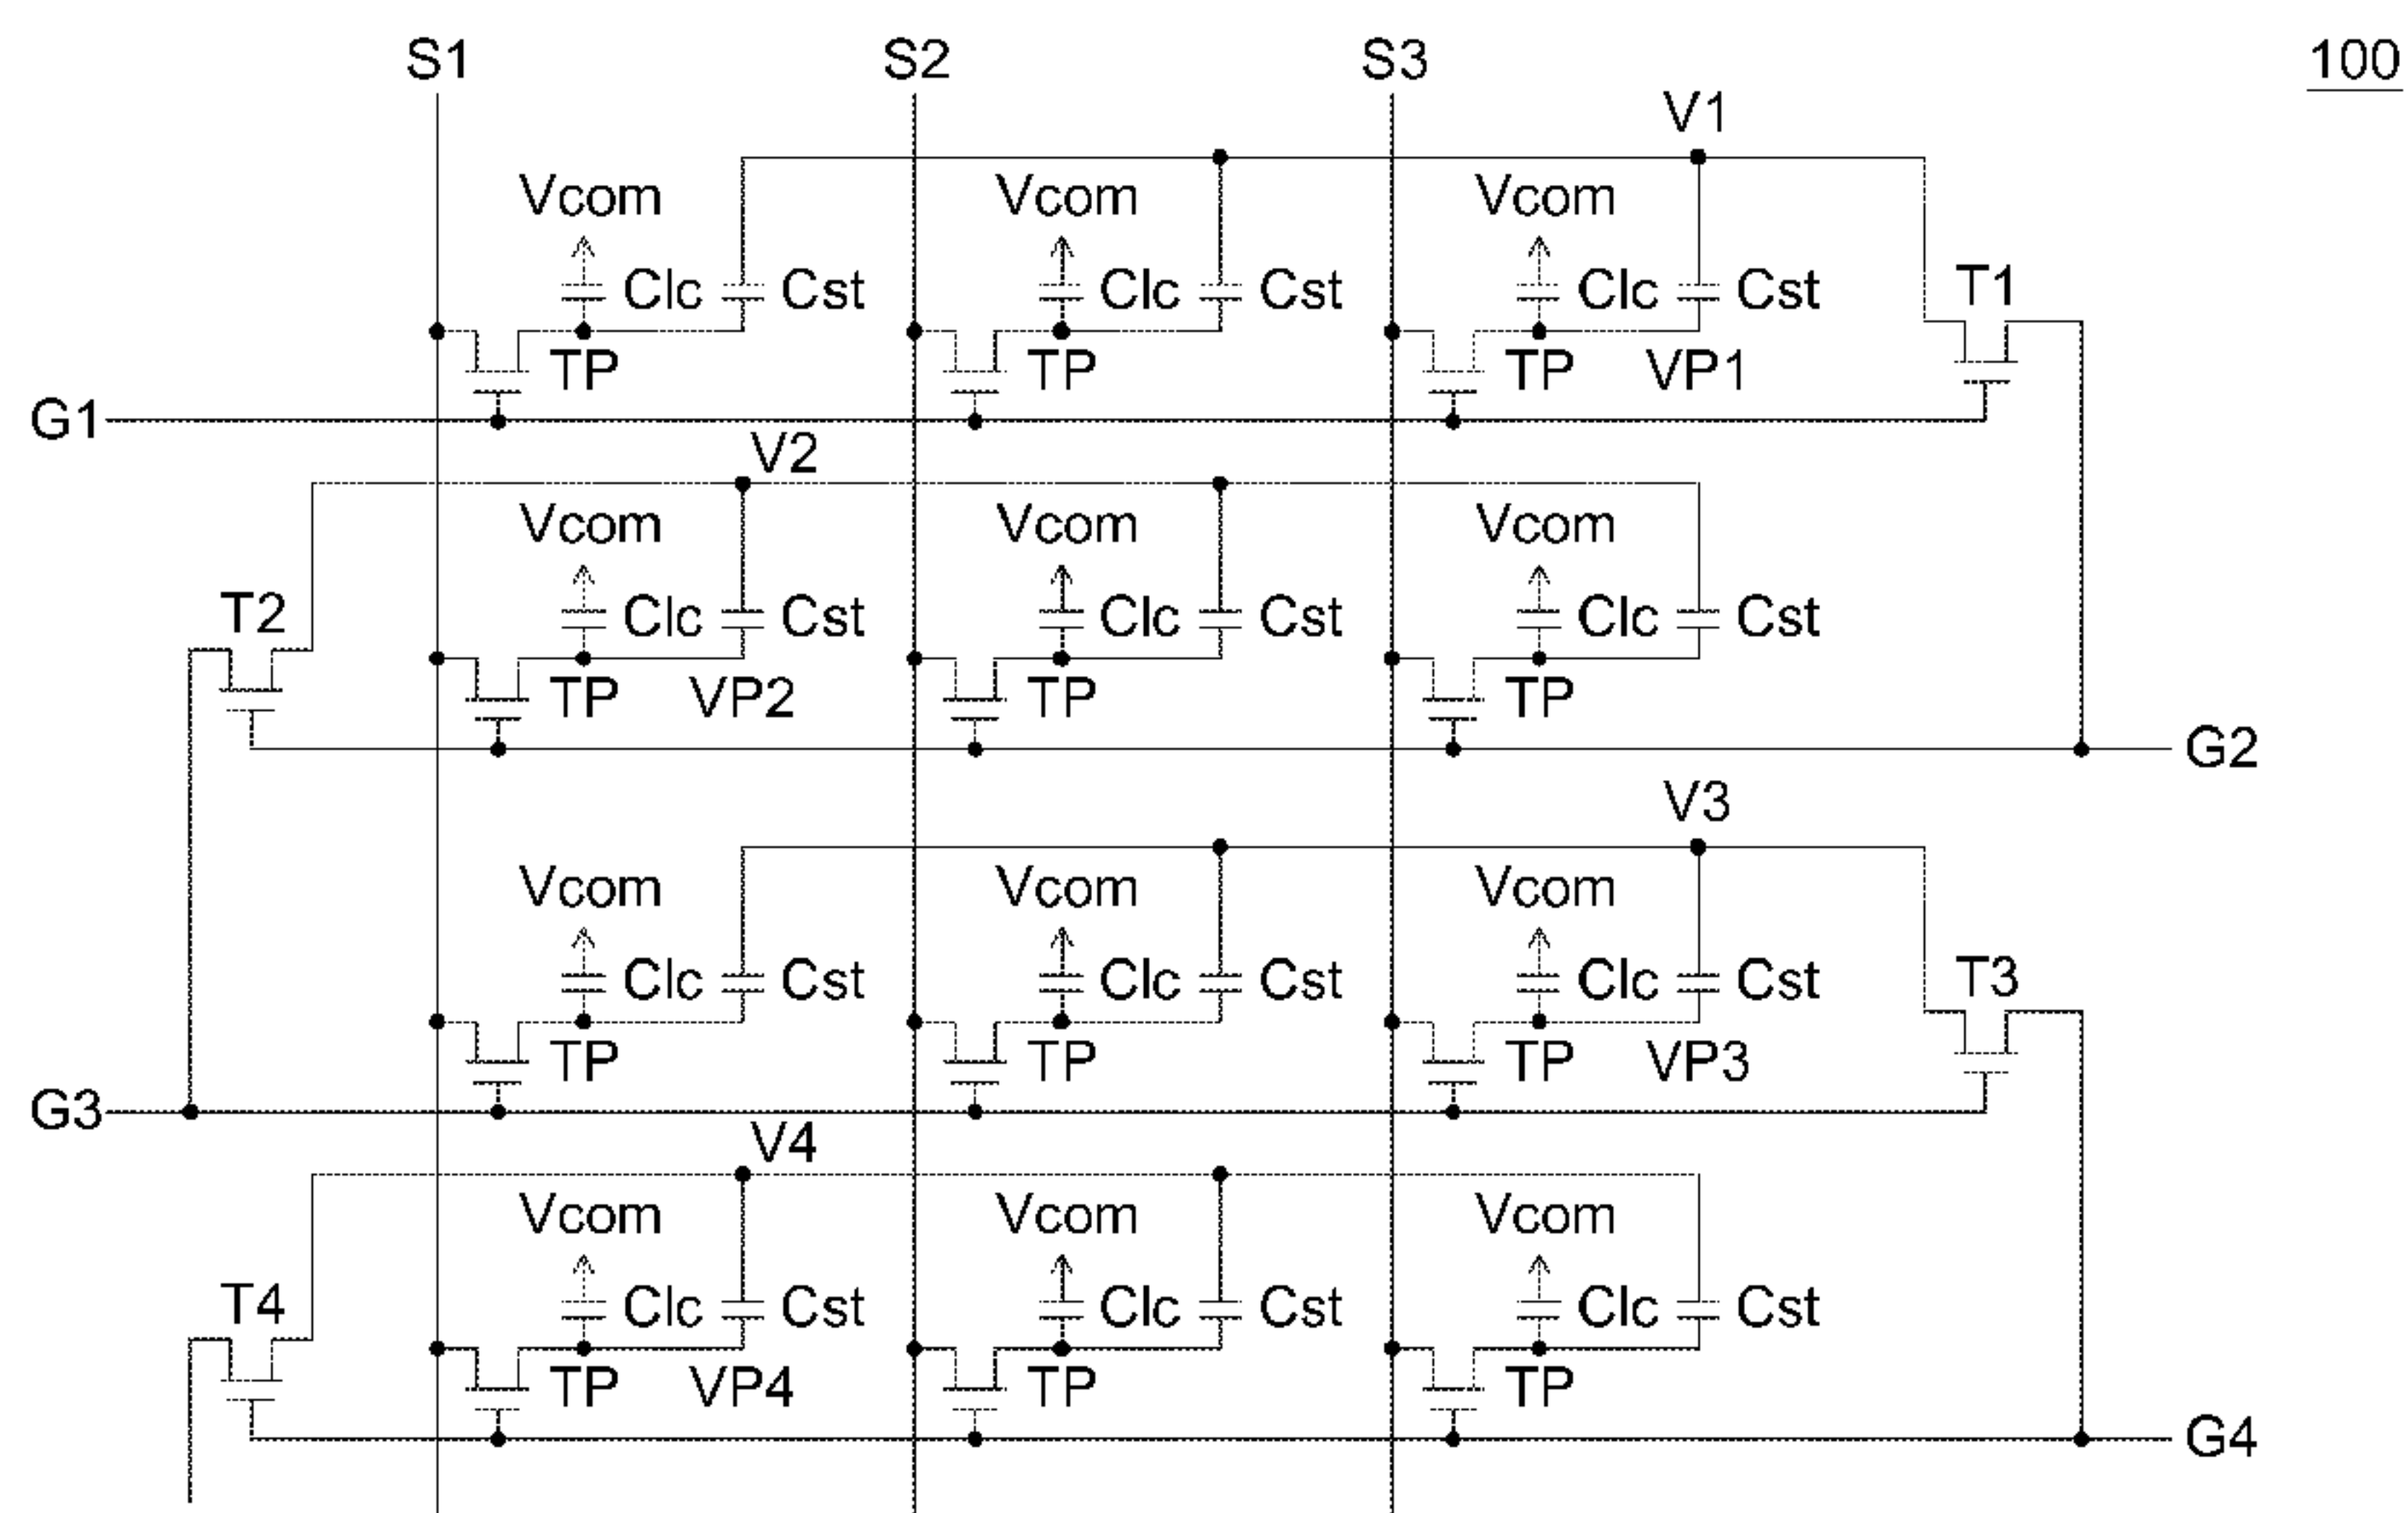 S1 S2 S3 100
V1
Vcom Vcom Vcom
Clc Cst Clc Cst Clc Cst T1
TP TP TP VP1
G1
V2
Vcom Vcom Vcom
T2 Clc Cst Clc Cst Clc Cst
TP VP2 TP TP
G2
V3
Vcom Vcom Vcom
Clc Cst Clc Cst Clc Cst T3
TP TP TP VP3
G3
V4
Vcom Vcom Vcom
T4 Clc Cst Clc Cst Clc Cst
TP VP4 TP TP
G4